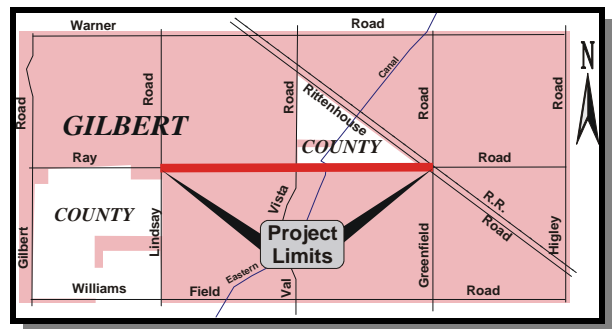 Warner Road
N
Canal
Road
Road
Road
Road
Road
Rittenhouse
GILBERT
COUNTY
Ray Road
R.R.
Road
COUNTY
Lindsay
Vista
Val
Project
Limits
Gilbert
Eastern
Greenfield
Higley
Williams Field Road